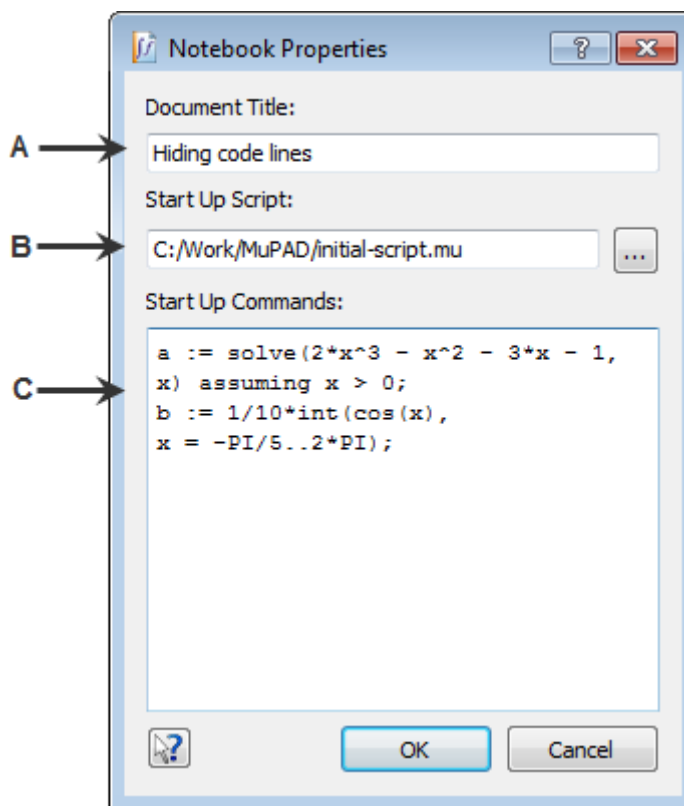 Notebook Properties
?
Document Title:
A
Hiding code lines
Start Up Script:
B
C:/Work/MuPAD/initial-script.mu
...
Start Up Commands:
a := solve(2*x^3 - x^2 - 3*x - 1,
x) assuming x > 0;
C
b := 1/10*int(cos(x),
x = -PI/5..2*PI);
?
OK
Cancel